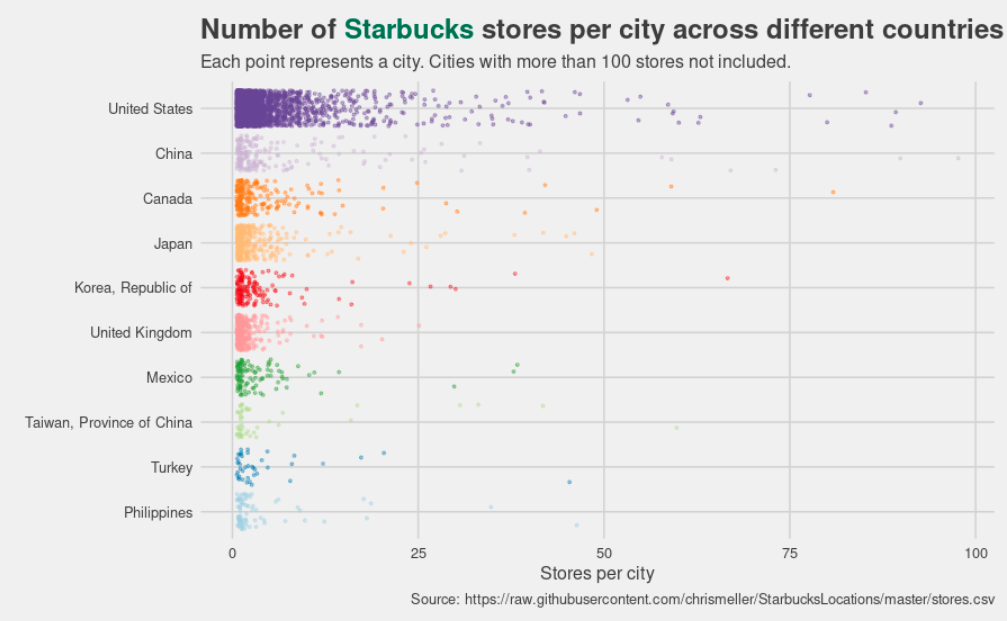 Number of Starbucks stores per city across different countries
Each point represents a city. Cities with more than 100 stores not included.
United States
China
Canada
Japan
Korea, Republic of
United Kingdom
Mexico
Taiwan, Province of China
Turkey
Philippines
0 25 50 75 100
Stores per city
Source: https://raw.githubusercontent.com/chrismeller/StarbucksLocations/master/stores.csv